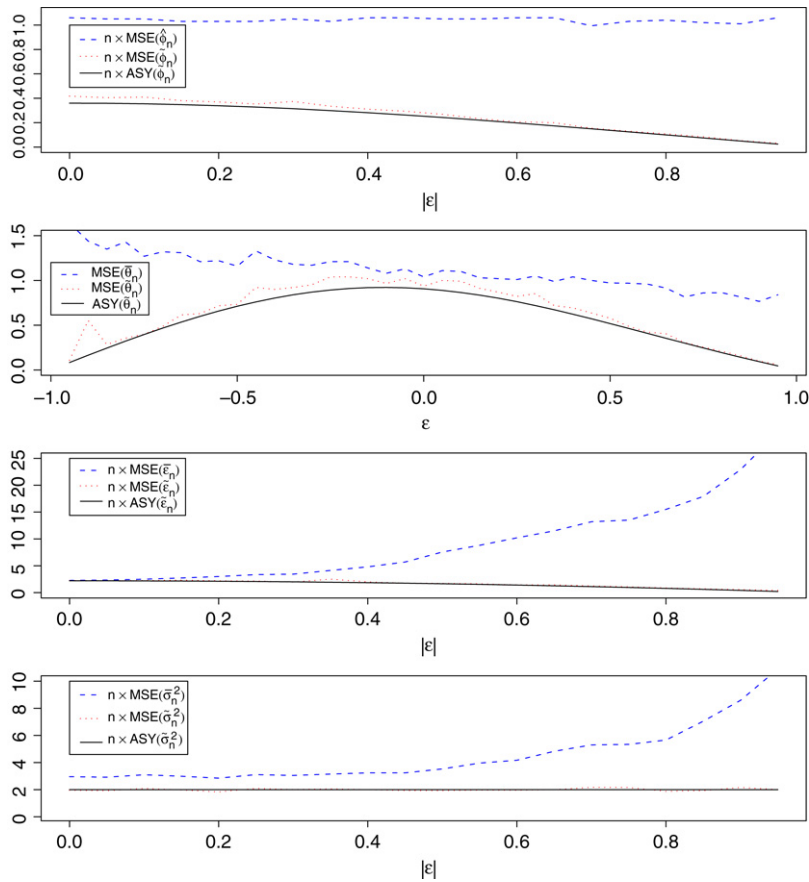 0.0 0.2 0.4 0.6 0.8 1.0
n × MSE(ϕ̂ₙ)
n × MSE(ϕ̃ₙ)
n × ASY(ϕ̃ₙ)
0.0 0.2 0.4 0.6 0.8
|ε|
0.0 0.5 1.0 1.5
MSE(θ̄ₙ)
MSE(θ̃ₙ)
ASY(θ̃ₙ)
−1.0 −0.5 0.0 0.5 1.0
ε
0 5 10 15 20 25
n × MSE(ε̄ₙ)
n × MSE(ε̃ₙ)
n × ASY(ε̃ₙ)
0.0 0.2 0.4 0.6 0.8
|ε|
0 2 4 6 8 10
n × MSE(σ̄ₙ²)
n × MSE(σ̃ₙ²)
n × ASY(σ̃ₙ²)
0.0 0.2 0.4 0.6 0.8
|ε|